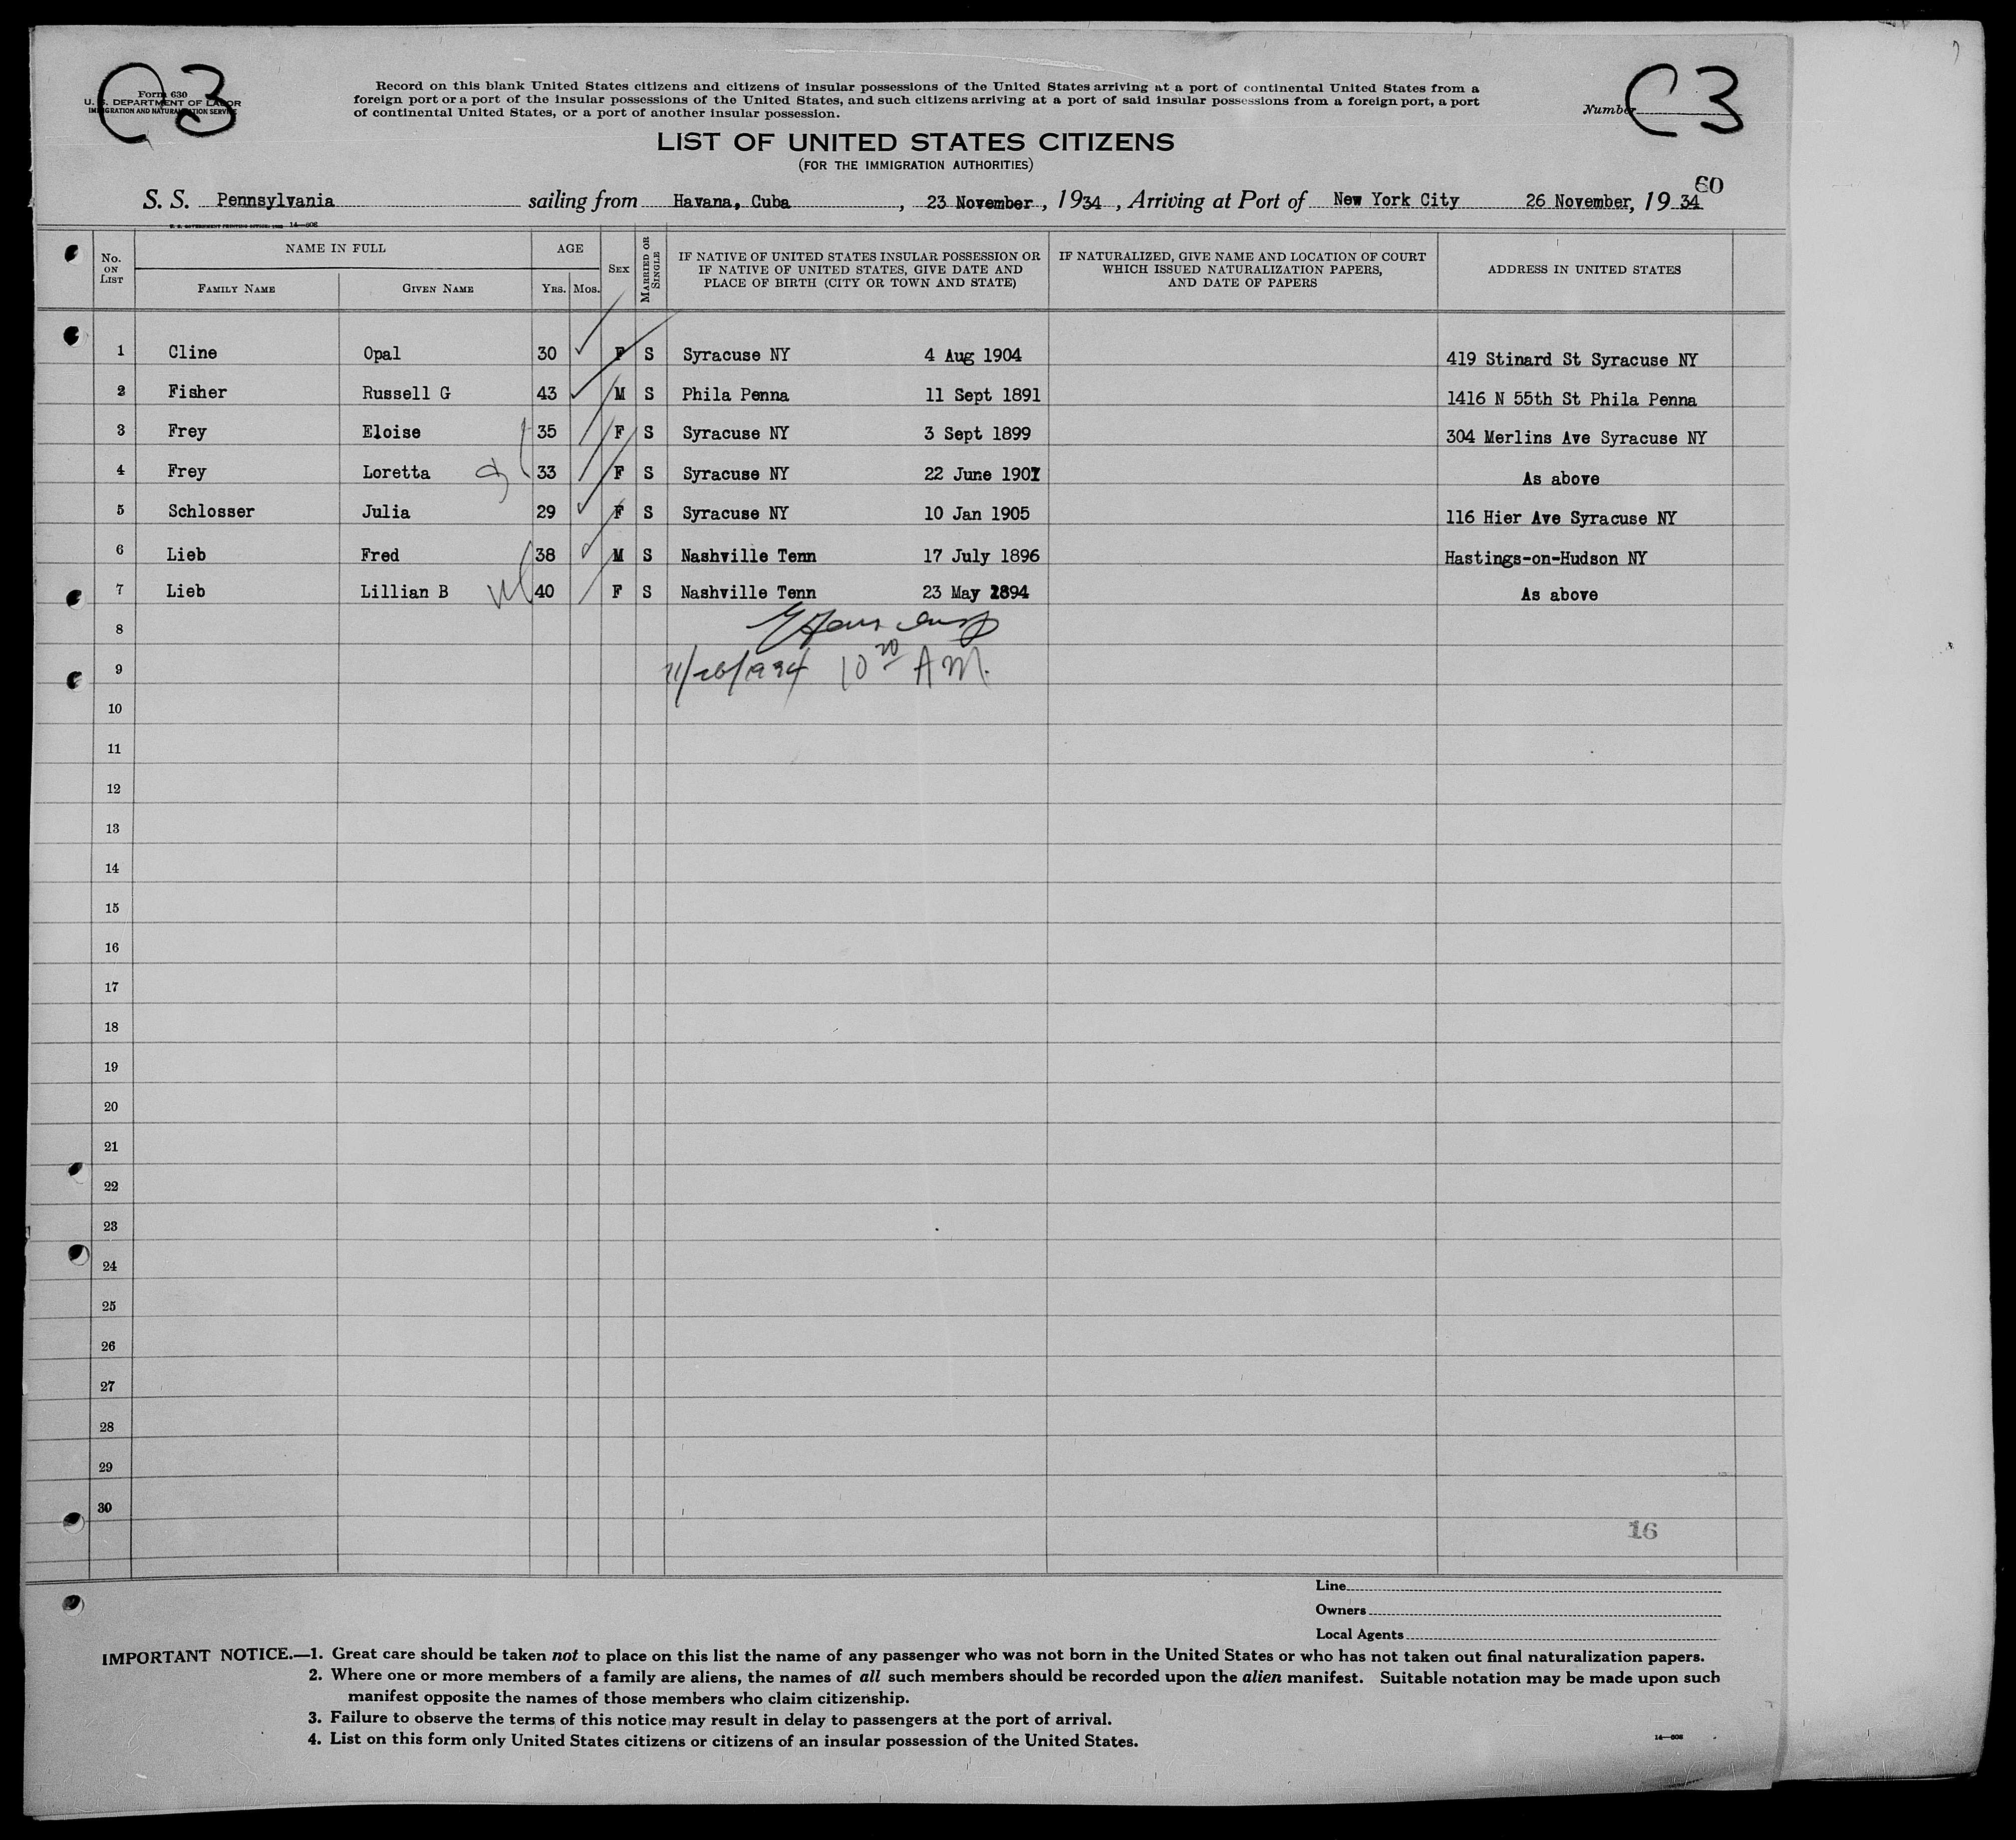 C3
C3
Form 630
U. S. DEPARTMENT OF LABOR
IMMIGRATION AND NATURALIZATION SERVICE
Record on this blank United States citizens and citizens of insular possessions of the United States arriving at a port of continental United States from a
foreign port or a port of the insular possessions of the United States, and such citizens arriving at a port of said insular possessions from a foreign port, a port
of continental United States, or a port of another insular possession.
Number
LIST OF UNITED STATES CITIZENS
(FOR THE IMMIGRATION AUTHORITIES)
60
S. S. Pennsylvania sailing from Havana, Cuba, 23 November, 1934, Arriving at Port of New York City 26 November, 1934
U. S. GOVERNMENT PRINTING OFFICE: 1932 14—608
No. ON LIST
NAME IN FULL
FAMILY NAME GIVEN NAME
AGE
YRS. MOS.
SEX
MARRIED OR SINGLE
IF NATIVE OF UNITED STATES INSULAR POSSESSION OR
IF NATIVE OF UNITED STATES, GIVE DATE AND
PLACE OF BIRTH (CITY OR TOWN AND STATE)
IF NATURALIZED, GIVE NAME AND LOCATION OF COURT
WHICH ISSUED NATURALIZATION PAPERS,
AND DATE OF PAPERS
ADDRESS IN UNITED STATES
1 Cline Opal 30 F S Syracuse NY 4 Aug 1904 419 Stinard St Syracuse NY
2 Fisher Russell G 43 M S Phila Penna 11 Sept 1891 1416 N 55th St Phila Penna
3 Frey Eloise 35 F S Syracuse NY 3 Sept 1899 304 Merlins Ave Syracuse NY
4 Frey Loretta 33 F S Syracuse NY 22 June 1901 As above
5 Schlosser Julia 29 F S Syracuse NY 10 Jan 1905 116 Hier Ave Syracuse NY
6 Lieb Fred 38 M S Nashville Tenn 17 July 1896 Hastings-on-Hudson NY
7 Lieb Lillian B 40 F S Nashville Tenn 23 May 1894 As above
8
9 11/26/1934 10 20 A M.
10
11
12
13
14
15
16
17
18
19
20
21
22
23
24
25
26
27
28
29
30
16
Line
Owners
Local Agents
IMPORTANT NOTICE.—1. Great care should be taken not to place on this list the name of any passenger who was not born in the United States or who has not taken out final naturalization papers.
2. Where one or more members of a family are aliens, the names of all such members should be recorded upon the alien manifest. Suitable notation may be made upon such
manifest opposite the names of those members who claim citizenship.
3. Failure to observe the terms of this notice may result in delay to passengers at the port of arrival.
4. List on this form only United States citizens or citizens of an insular possession of the United States.
14—608